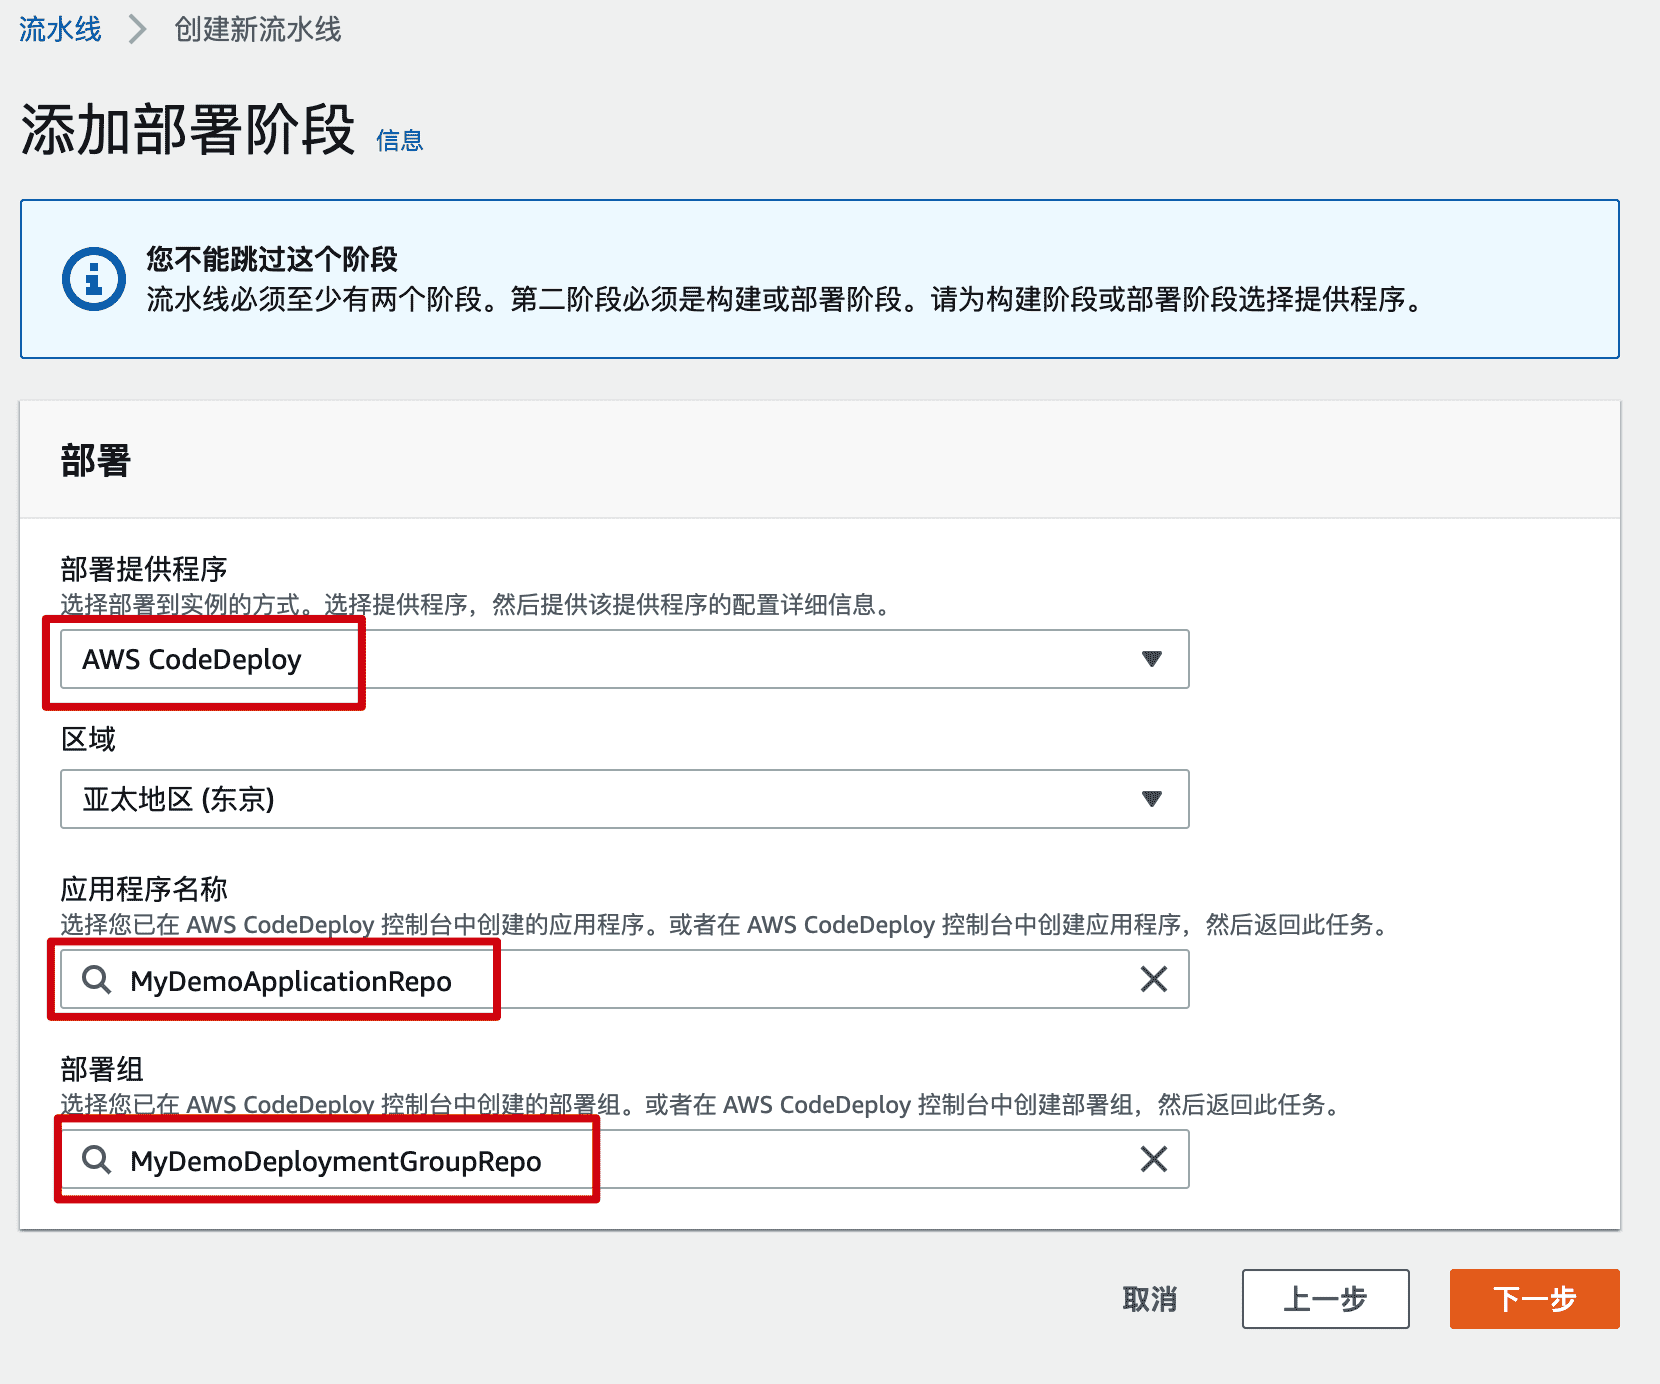 流水线 > 创建新流水线
添加部署阶段 信息
您不能跳过这个阶段
流水线必须至少有两个阶段。第二阶段必须是构建或部署阶段。请为构建阶段或部署阶段选择提供程序。
部署
部署提供程序
选择部署到实例的方式。选择提供程序，然后提供该提供程序的配置详细信息。
AWS CodeDeploy
区域
亚太地区 (东京)
应用程序名称
选择您已在 AWS CodeDeploy 控制台中创建的应用程序。或者在 AWS CodeDeploy 控制台中创建应用程序，然后返回此任务。
MyDemoApplicationRepo
部署组
选择您已在 AWS CodeDeploy 控制台中创建的部署组。或者在 AWS CodeDeploy 控制台中创建部署组，然后返回此任务。
MyDemoDeploymentGroupRepo
取消 上一步 下一步